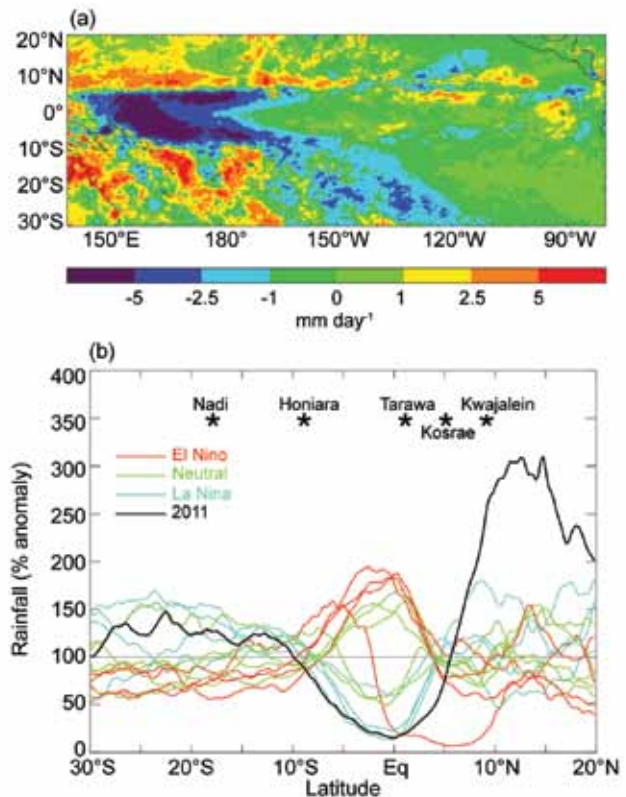 (a)
20°N
10°N
0°
10°S
20°S
30°S
150°E 180° 150°W 120°W 90°W
-5 -2.5 -1 0 1 2.5 5
mm day-1
(b)
400
350
300
250
200
150
100
50
0
Rainfall (% anomaly)
Nadi Honiara Tarawa Kwajalein
Kosrae
El Nino
Neutral
La Nina
2011
30°S 20°S 10°S Eq 10°N 20°N
Latitude